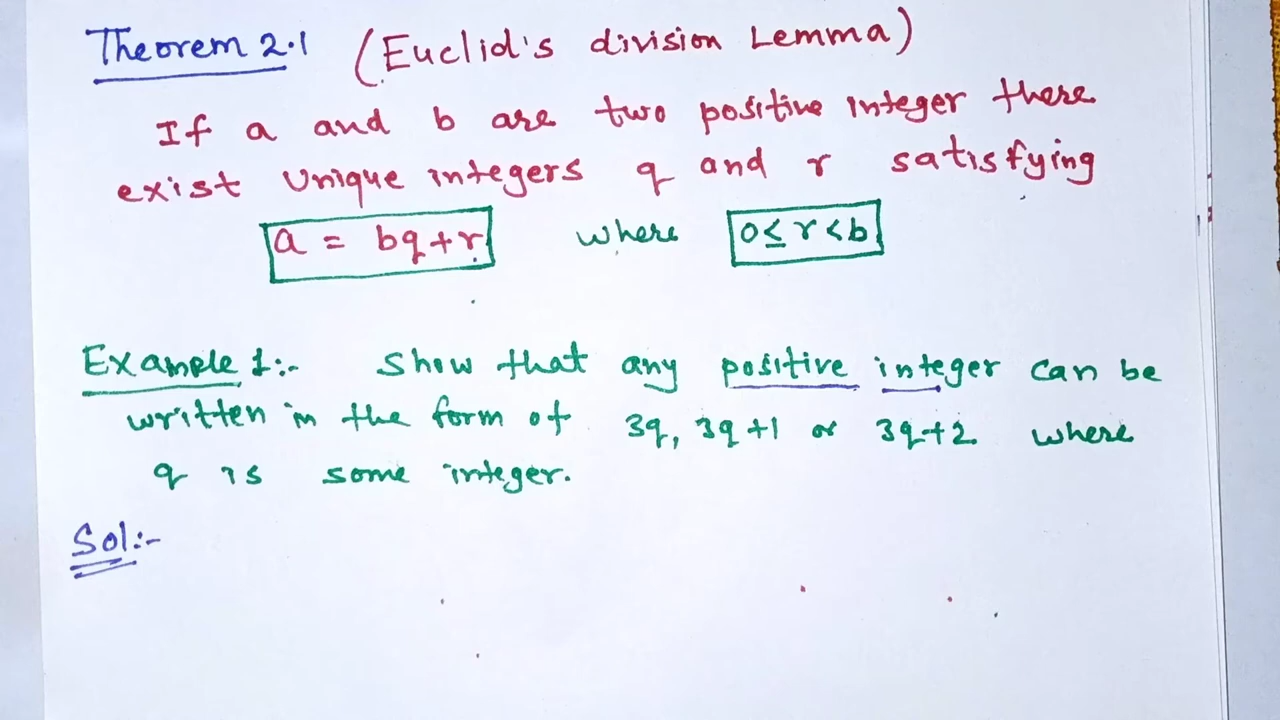 Theorem 2.1 (Euclid's division Lemma)
If a and b are two positive integer there
exist unique integers q and r satisfying
a = bq+r where 0≤r<b
Example 1:- Show that any positive integer can be
written in the form of 3q, 3q+1 or 3q+2 where
q is some integer.
Sol:-